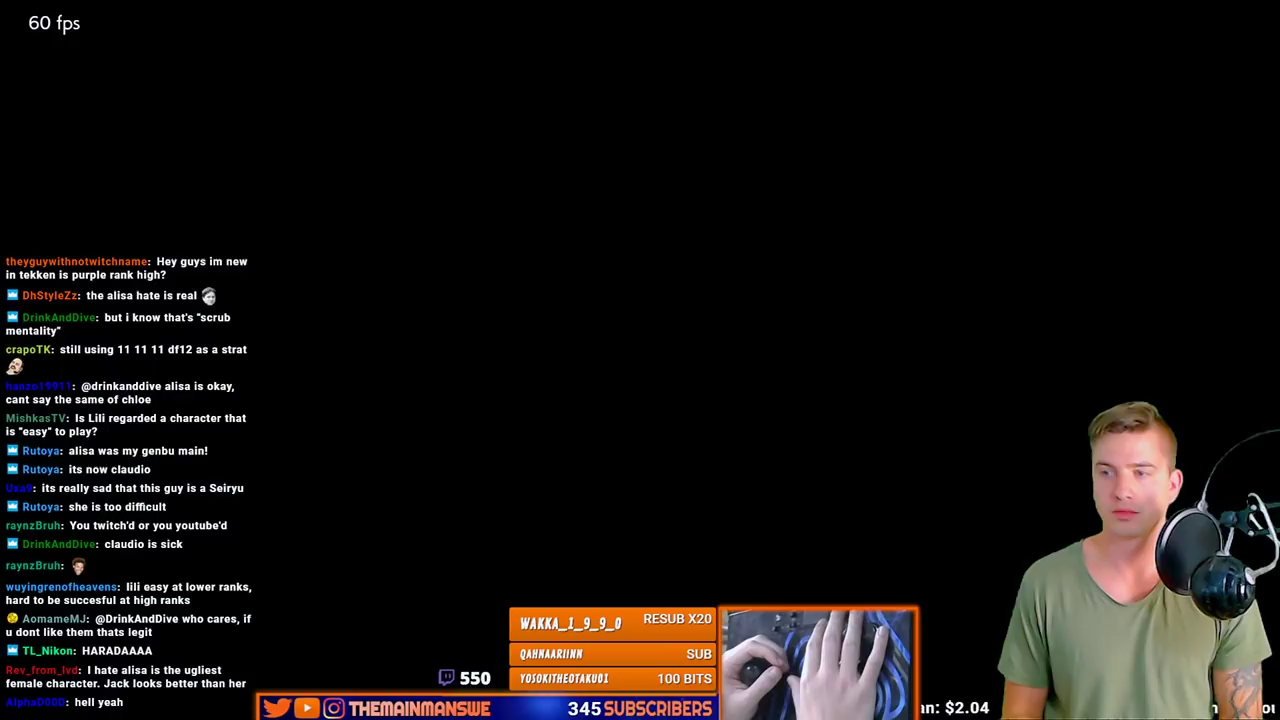 60 fps
theyguywithnotwitchname: Hey guys im new
in tekken is purple rank high?
DhStyleZz: the alisa hate is real
DrinkAndDive: but i know that's "scrub
mentality"
crapoTK: still using 11 11 11 df12 as a strat
hanzo19911: @drinkanddive alisa is okay,
cant say the same of chloe
MishkasTV: Is Lili regarded a character that
is "easy" to play?
Rutoya: alisa was my genbu main!
Rutoya: its now claudio
its really sad that this guy is a Seiryu
Rutoya: she is too difficult
raynzBruh: You twitch'd or you youtube'd
DrinkAndDive: claudio is sick
raynzBruh:
wuyingrenofheavens: lili easy at lower ranks,
hard to be succesful at high ranks
AomameMJ: @DrinkAndDive who cares, if
u dont like them thats legit
TL_Nikon: HARADAAAA
Rev_from_lvd: I hate alisa is the ugliest
female character. Jack looks better than her
AlphaD00D: hell yeah
550
WAKKA_1_9_9_0 RESUB X20
QAHNAARIINN SUB
YOSOKITHEOTAKU01 100 BITS
THEMAINMANSWE 345 SUBSCRIBERS
an: $2.04